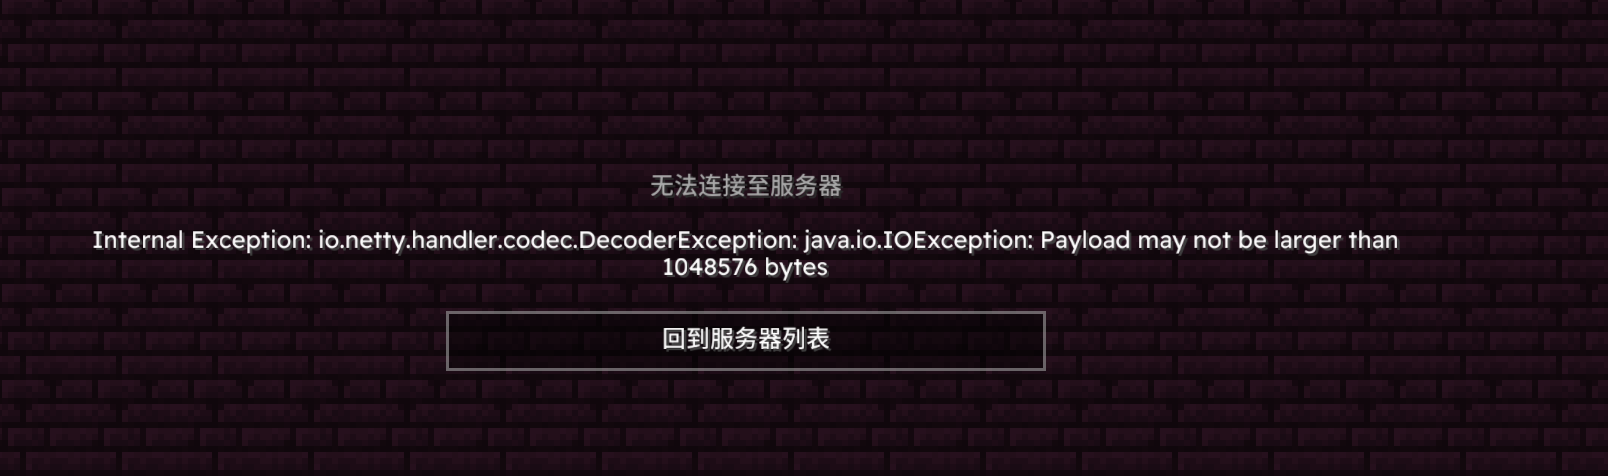 无法连接至服务器
Internal Exception: io.netty.handler.codec.DecoderException: java.io.IOException: Payload may not be larger than
1048576 bytes
回到服务器列表